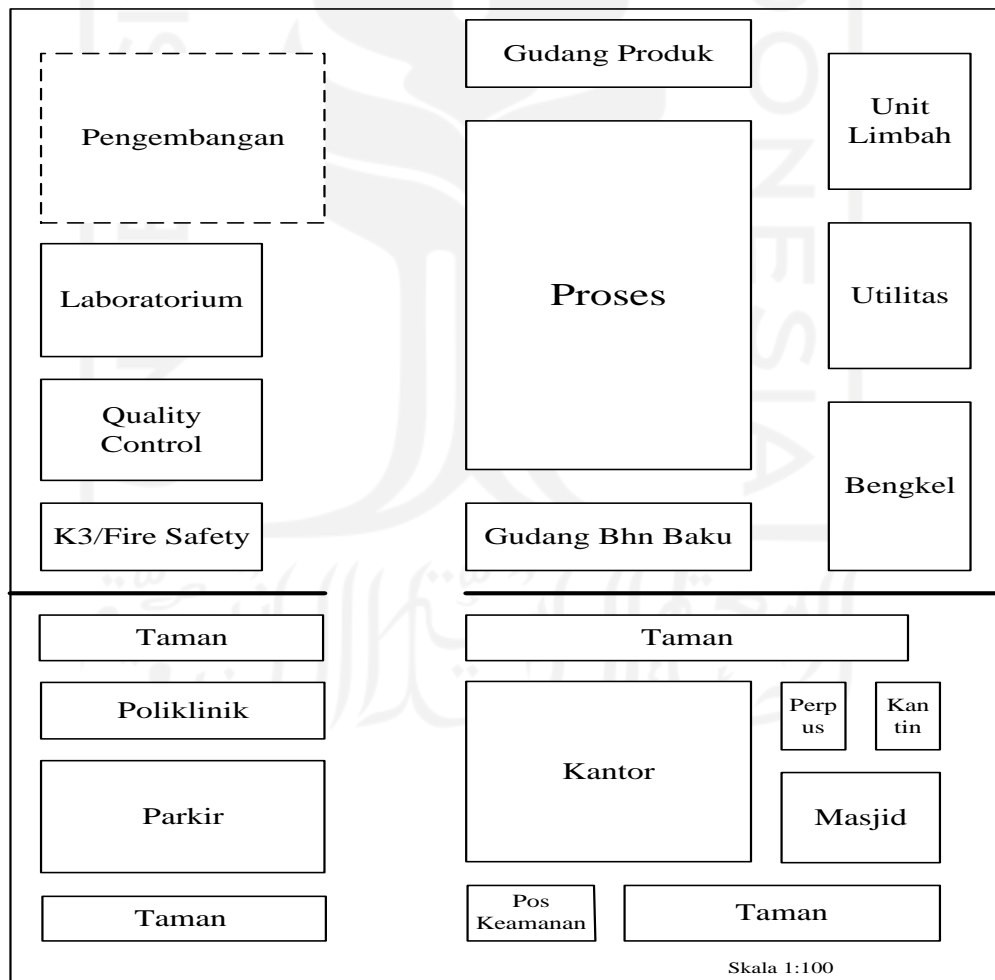 Gudang Produk
Pengembangan
Unit
Limbah
Laboratorium
Proses
Utilitas
Quality
Control
Bengkel
K3/Fire Safety
Gudang Bhn Baku
Taman
Taman
Poliklinik
Perp
us
Kan
tin
Kantor
Parkir
Masjid
Taman
Pos
Keamanan
Taman
Skala 1:100